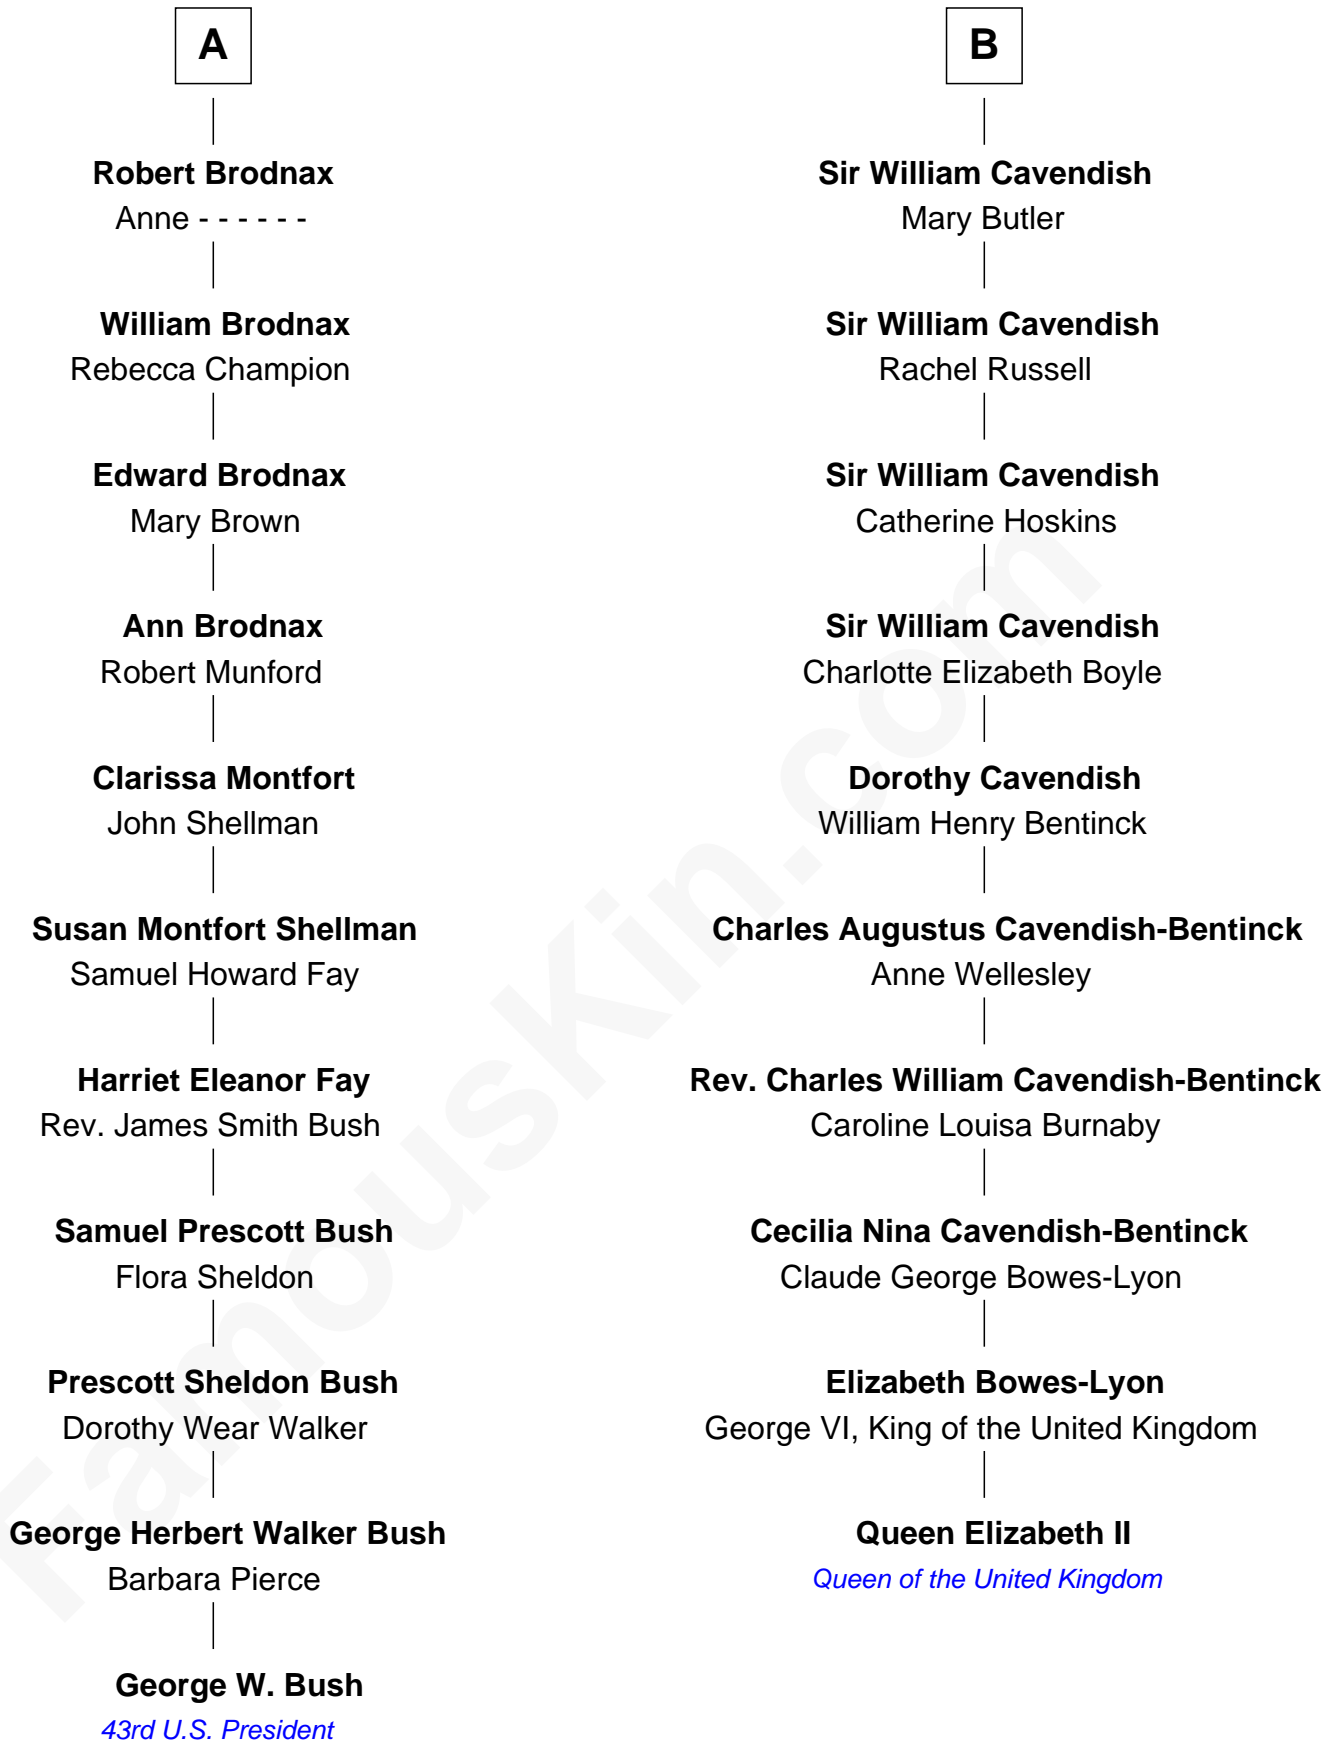 A
Robert Brodnax
Anne - - - - - -
William Brodnax
Rebecca Champion
Edward Brodnax
Mary Brown
Ann Brodnax
Robert Munford
Clarissa Montfort
John Shellman
Susan Montfort Shellman
Samuel Howard Fay
Harriet Eleanor Fay
Rev. James Smith Bush
Samuel Prescott Bush
Flora Sheldon
Prescott Sheldon Bush
Dorothy Wear Walker
George Herbert Walker Bush
Barbara Pierce
George W. Bush
43rd U.S. President
B
Sir William Cavendish
Mary Butler
Sir William Cavendish
Rachel Russell
Sir William Cavendish
Catherine Hoskins
Sir William Cavendish
Charlotte Elizabeth Boyle
Dorothy Cavendish
William Henry Bentinck
Charles Augustus Cavendish-Bentinck
Anne Wellesley
Rev. Charles William Cavendish-Bentinck
Caroline Louisa Burnaby
Cecilia Nina Cavendish-Bentinck
Claude George Bowes-Lyon
Elizabeth Bowes-Lyon
George VI, King of the United Kingdom
Queen Elizabeth II
Queen of the United Kingdom
FamousKin.com